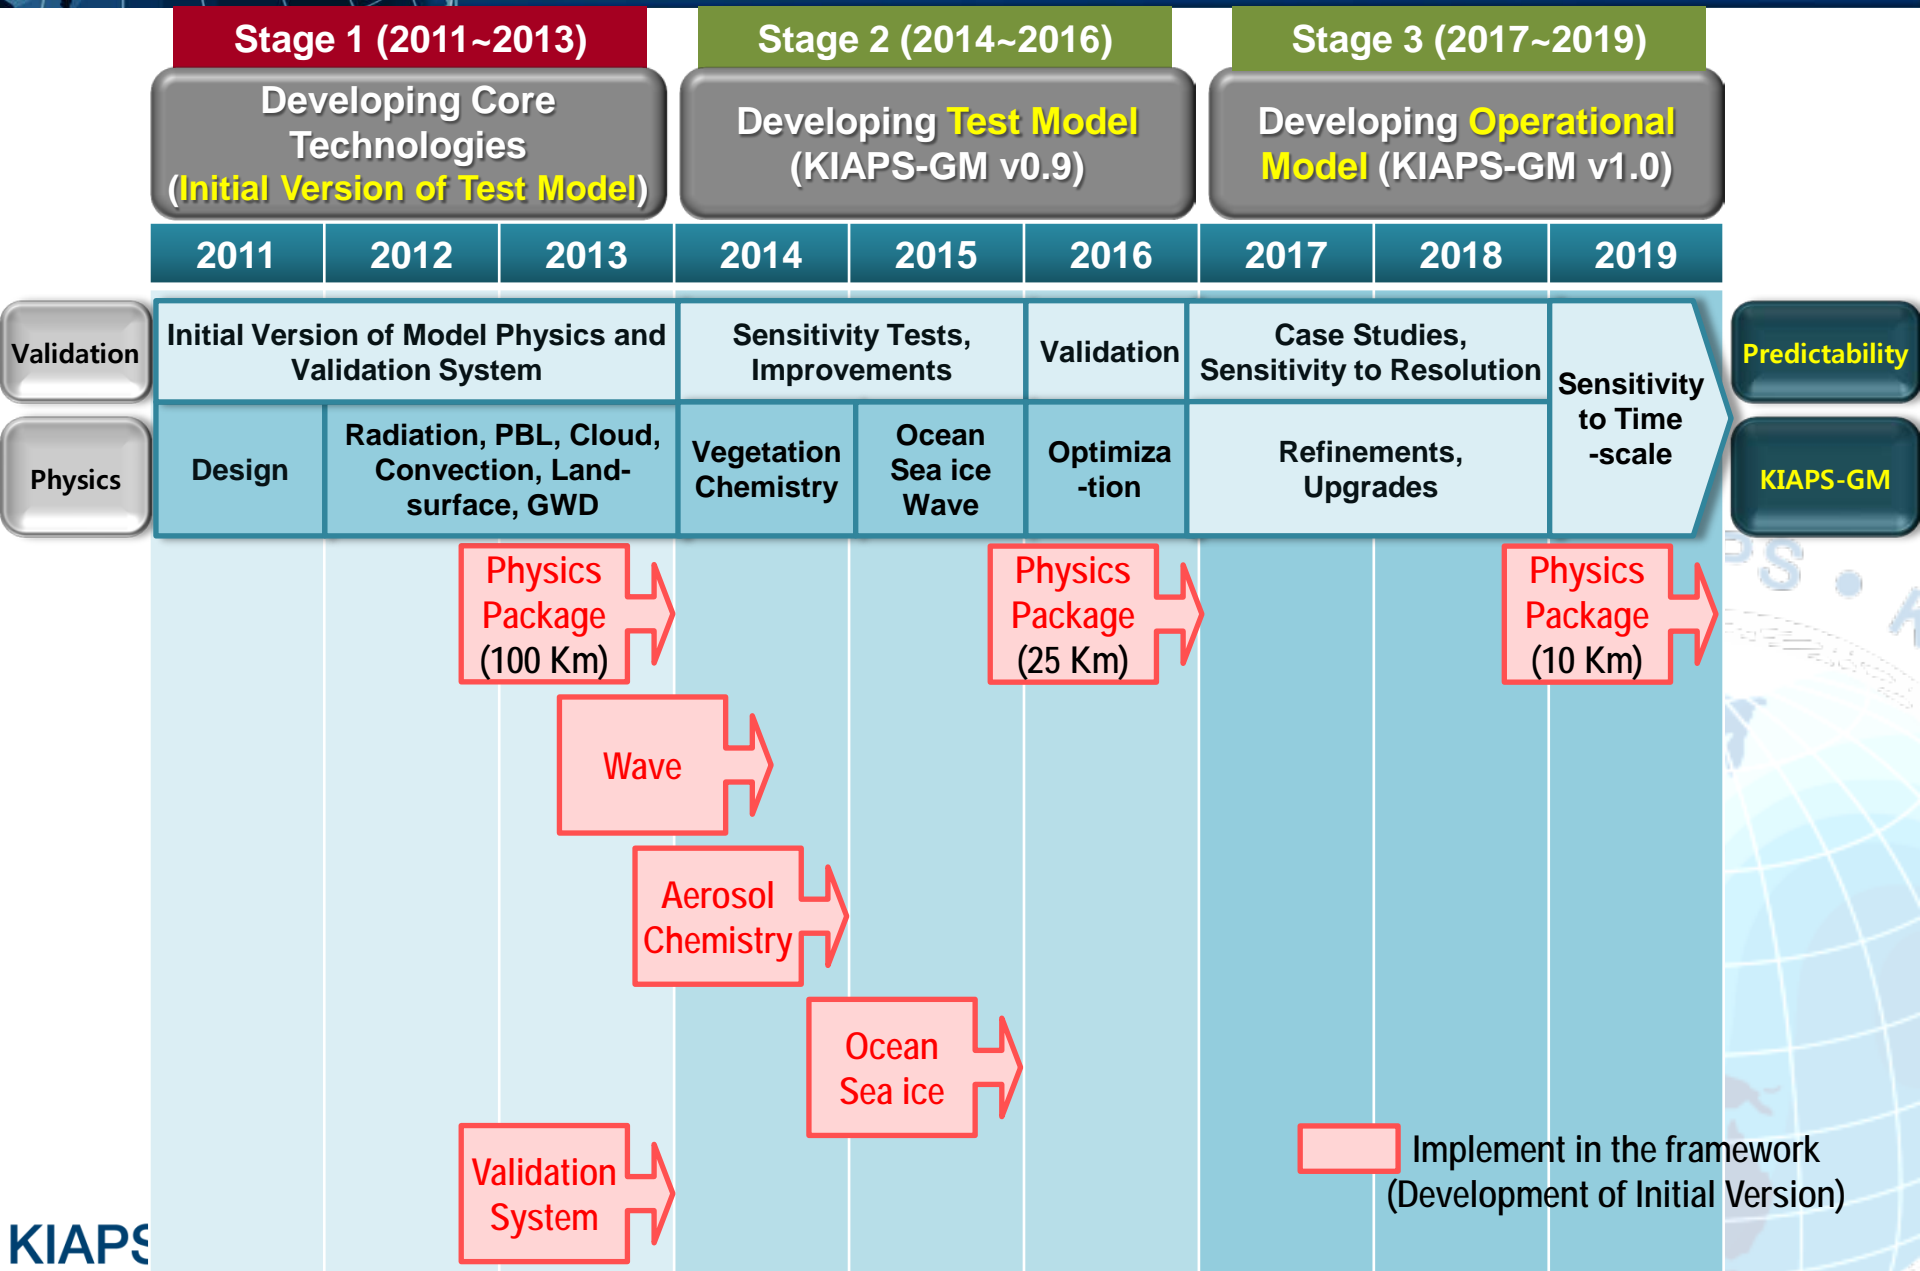 Stage 1 (2011~2013)
Stage 2 (2014~2016)
Stage 3 (2017~2019)
Developing Core
Technologies
(Initial Version of Test Model)
Developing Test Model
(KIAPS-GM v0.9)
Developing Operational
Model (KIAPS-GM v1.0)
2011
2012
2013
2014
2015
2016
2017
2018
2019
Validation
Initial Version of Model Physics and
Validation System
Sensitivity Tests,
Improvements
Validation
Case Studies,
Sensitivity to Resolution
Sensitivity
to Time
-scale
Predictability
Physics
Design
Radiation, PBL, Cloud,
Convection, Land-
surface, GWD
Vegetation
Chemistry
Ocean
Sea ice
Wave
Optimiza
-tion
Refinements,
Upgrades
KIAPS-GM
Physics
Package
(100 Km)
Physics
Package
(25 Km)
Physics
Package
(10 Km)
Wave
Aerosol
Chemistry
Ocean
Sea ice
Validation
System
Implement in the framework
(Development of Initial Version)
KIAPS